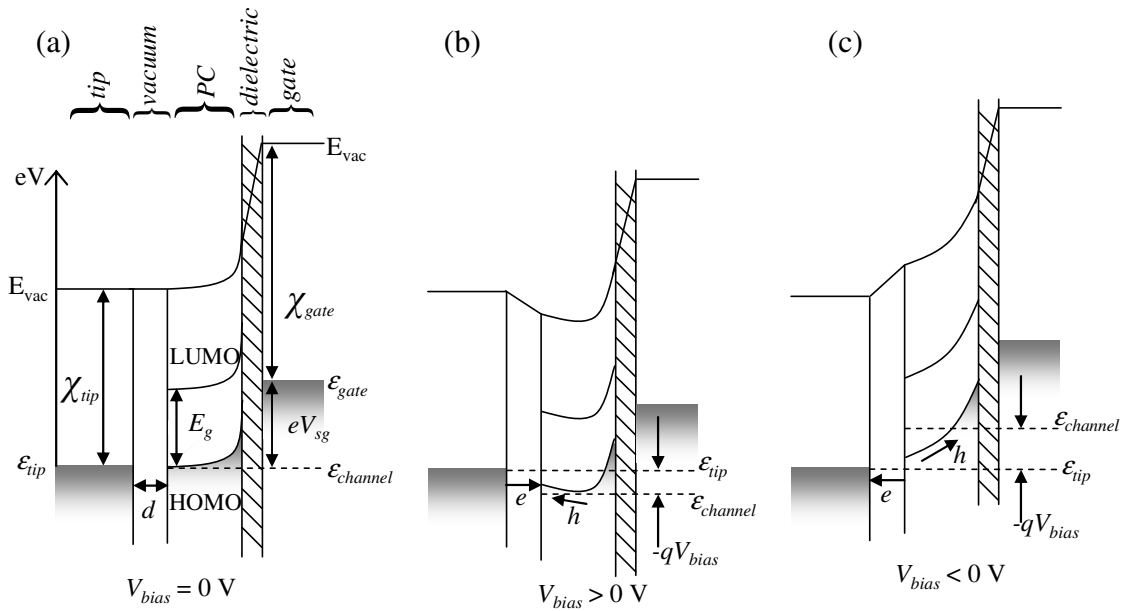 (a)
tip
vacuum
PC
dielectric
gate
eV
E_vac
E_vac
χ_tip
χ_gate
LUMO
E_g
ε_gate
eV_sg
ε_tip
ε_channel
d
HOMO
V_bias = 0 V
(b)
ε_tip
e
h
ε_channel
-qV_bias
V_bias > 0 V
(c)
ε_channel
h
ε_tip
e
-qV_bias
V_bias < 0 V